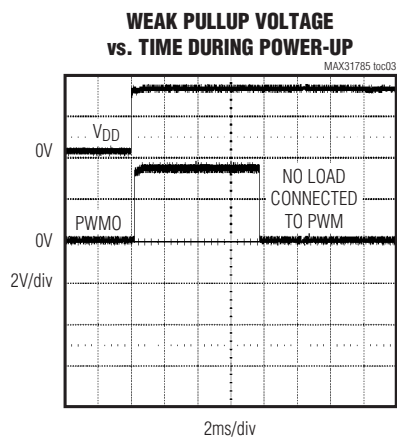 WEAK PULLUP VOLTAGE
vs. TIME DURING POWER-UP
MAX31785 toc03
VDD
0V
NO LOAD
CONNECTED
TO PWM
PWM0
0V
2V/div
2ms/div